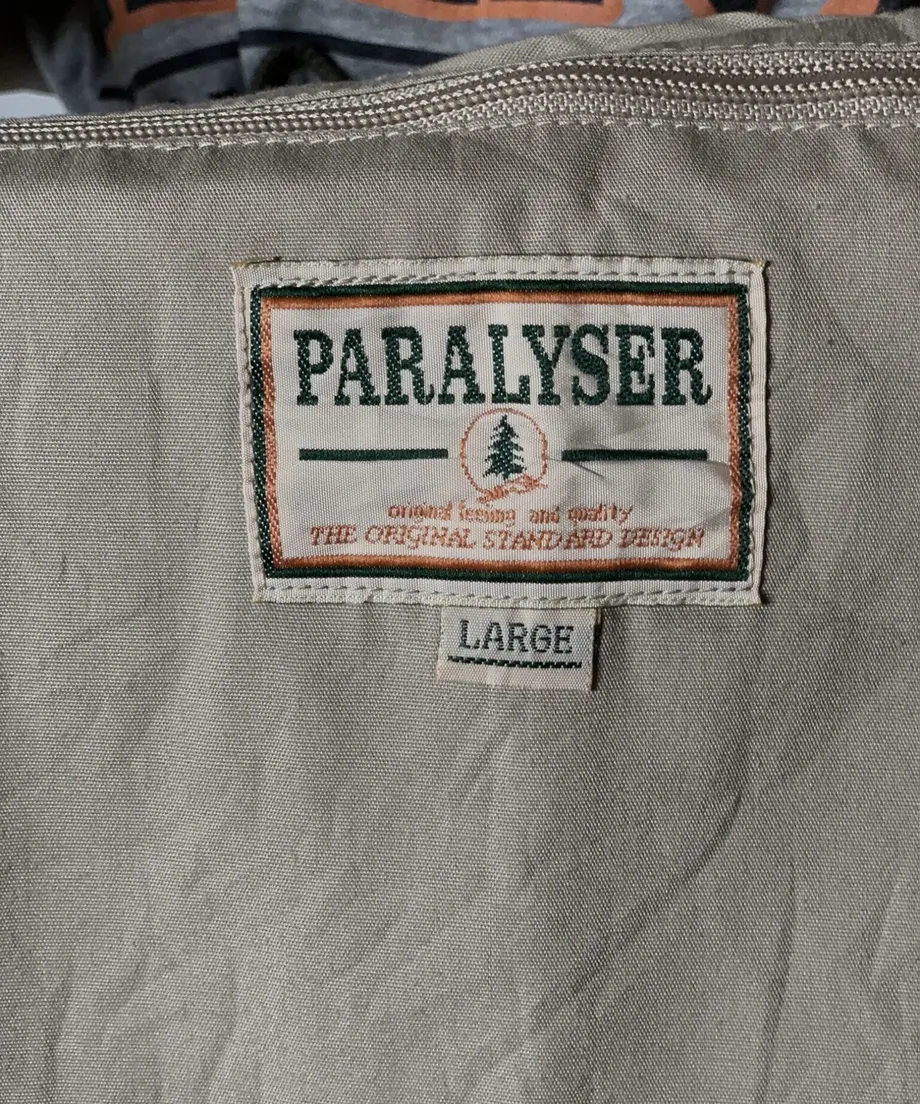 PARALYSER
original feeling and quality
THE ORIGINAL STANDARD DESIGN
LARGE